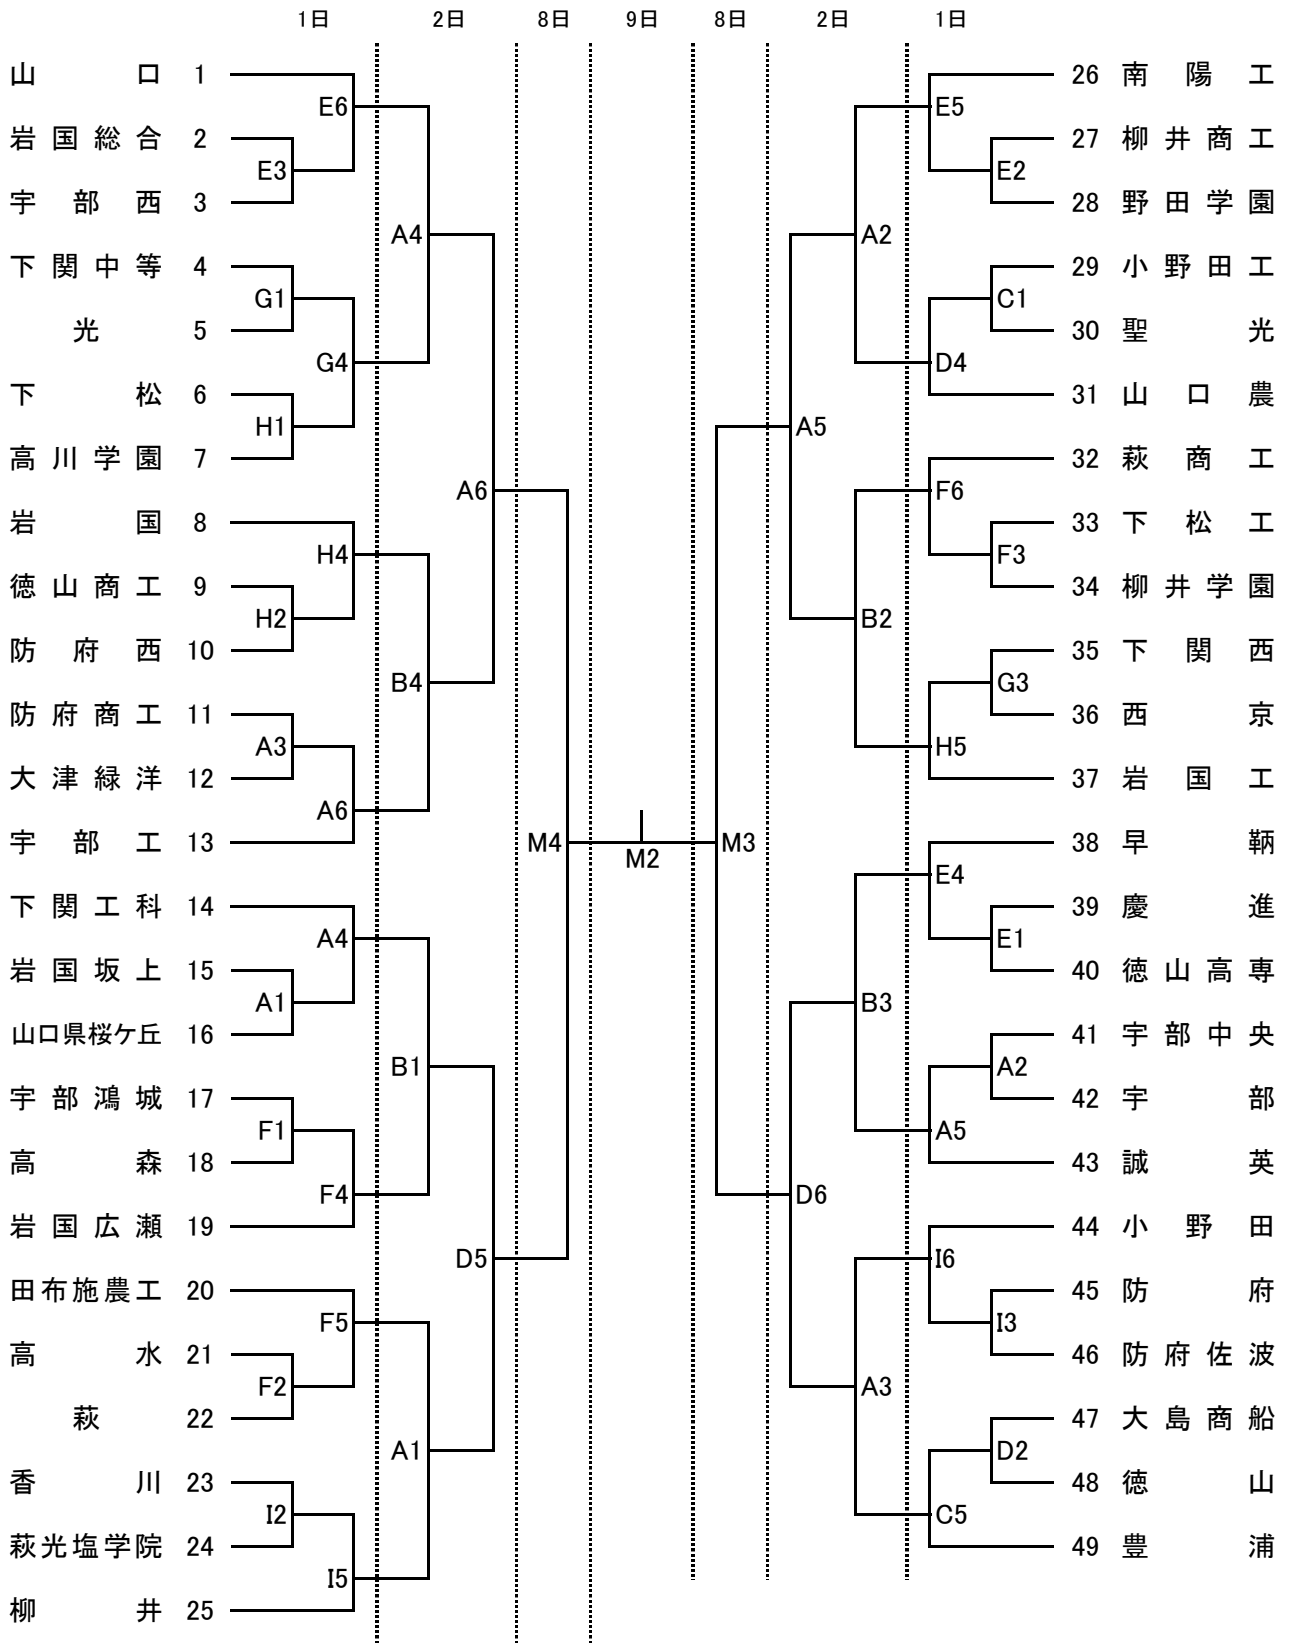 1日 2日 8日 9日 8日 2日 1日
山口 1 26 南陽工
E6 E5
岩国総合 2 27 柳井商工
E3 E2
宇部西 3 28 野田学園
A4 A2
下関中等 4 29 小野田工
G1 C1
光 5 30 聖光
G4 D4
下松 6 31 山口農
H1 A5
高川学園 7 32 萩商工
A6 F6
岩国 8 33 下松工
H4 F3
徳山商工 9 34 柳井学園
H2 B2
防府西 10 35 下関西
B4 G3
防府商工 11 36 西京
A3 H5
大津緑洋 12 37 岩国工
A6
宇部工 13 M4 M2 M3 38 早鞆
E4
下関工科 14 39 慶進
A4 E1
岩国坂上 15 40 徳山高専
A1 B3
山口県桜ケ丘 16 41 宇部中央
B1 A2
宇部鴻城 17 42 宇部
F1 A5
高森 18 43 誠英
F4 D6
岩国広瀬 19 44 小野田
D5 I6
田布施農工 20 45 防府
F5 I3
高水 21 46 防府佐波
F2 A3
萩 22 47 大島商船
A1 D2
香川 23 48 徳山
I2 C5
萩光塩学院 24 49 豊浦
I5
柳井 25